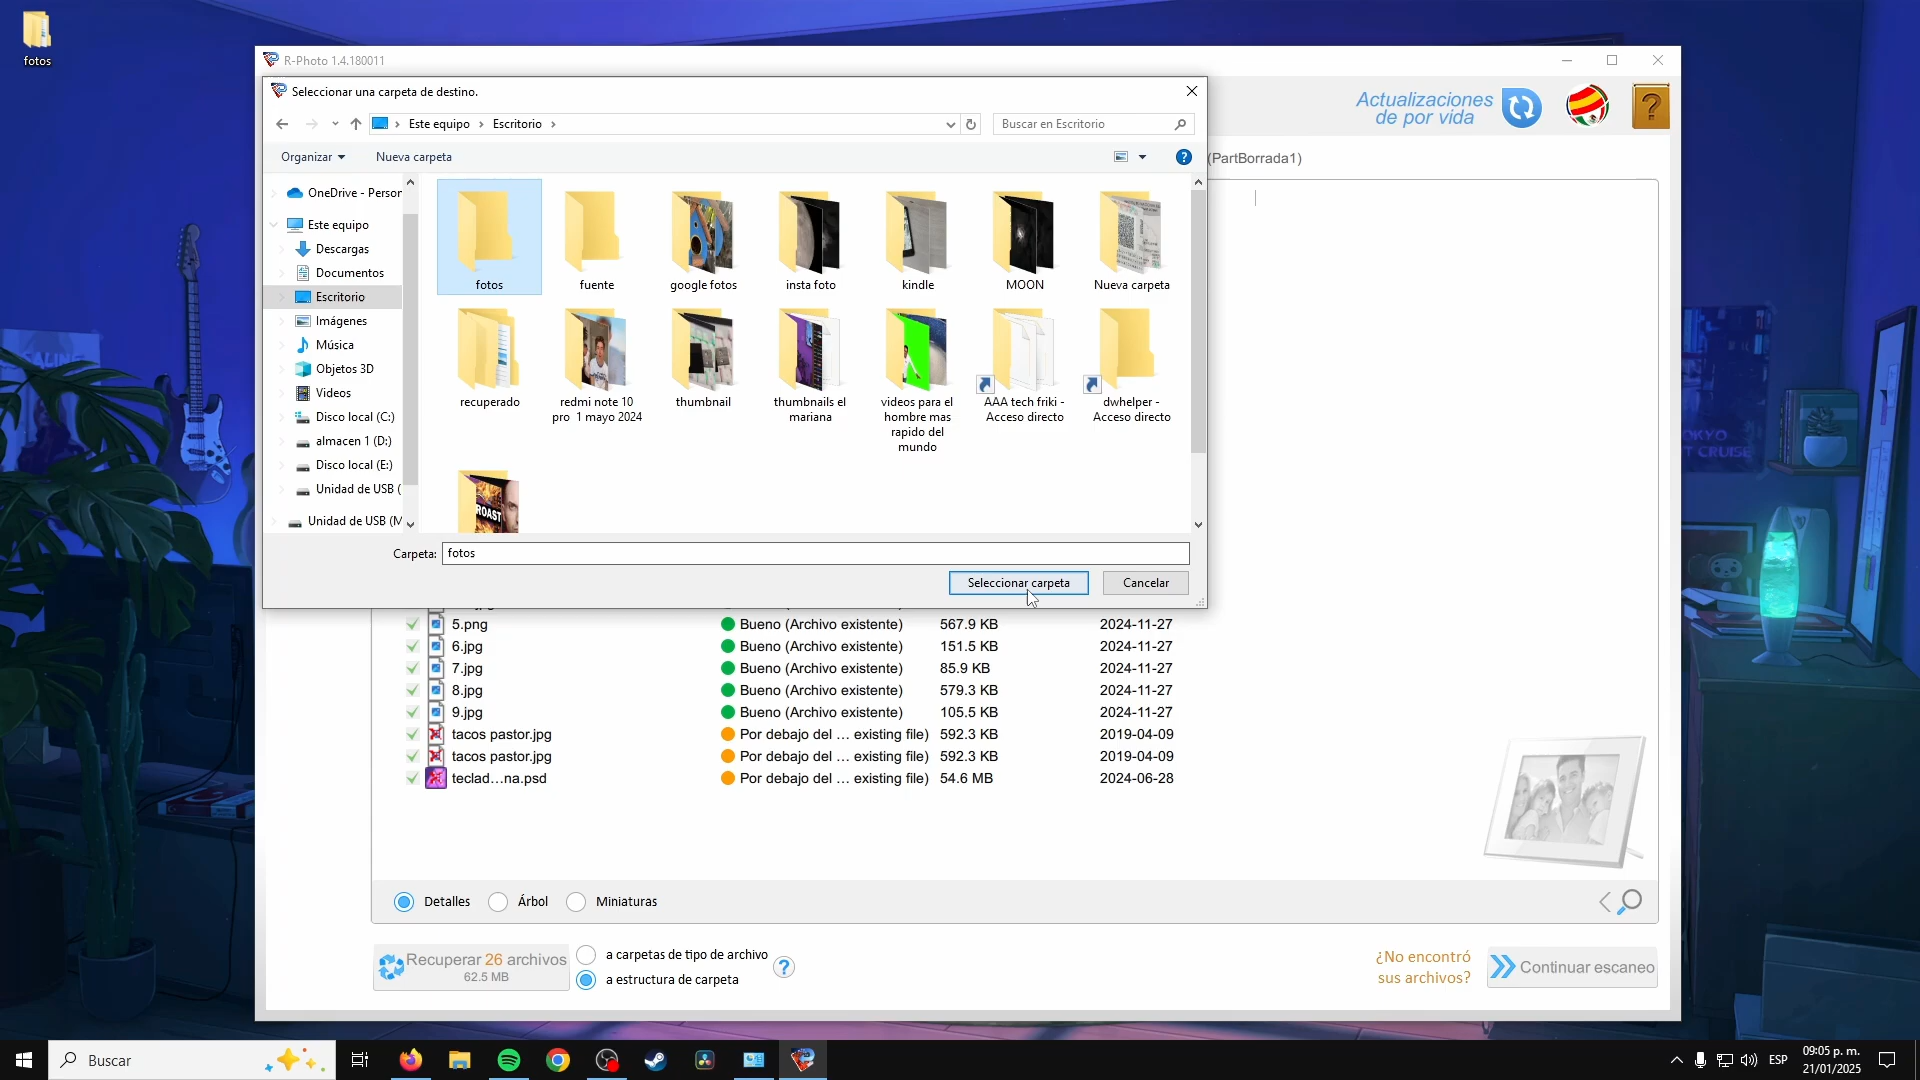 fotos
R-Photo 1.4.180011
Seleccionar una carpeta de destino.
Este equipo
Escritorio
Buscar en Escritorio
Organizar
Nueva carpeta
OneDrive - Person
Este equipo
Descargas
Documentos
Escritorio
Imágenes
Música
Objetos 3D
Videos
Disco local (C:)
almacen 1 (D:)
Disco local (E:)
Unidad de USB (
Unidad de USB (M
fotos
fuente
google fotos
insta foto
kindle
MOON
Nueva carpeta
recuperado
redmi note 10
pro 1 mayo 2024
thumbnail
thumbnails el
mariana
videos para el
hombre mas
rapido del
mundo
AAA tech friki -
Acceso directo
dwhelper -
Acceso directo
ROAST
Carpeta: fotos
Seleccionar carpeta
Cancelar
Actualizaciones
de por vida
(PartBorrada1)
5.png Bueno (Archivo existente) 567.9 KB 2024-11-27
6.jpg Bueno (Archivo existente) 151.5 KB 2024-11-27
7.jpg Bueno (Archivo existente) 85.9 KB 2024-11-27
8.jpg Bueno (Archivo existente) 579.3 KB 2024-11-27
9.jpg Bueno (Archivo existente) 105.5 KB 2024-11-27
tacos pastor.jpg Por debajo del ... existing file) 592.3 KB 2019-04-09
tacos pastor.jpg Por debajo del ... existing file) 592.3 KB 2019-04-09
teclad...na.psd Por debajo del ... existing file) 54.6 MB 2024-06-28
Detalles
Árbol
Miniaturas
Recuperar 26 archivos
62.5 MB
a carpetas de tipo de archivo
a estructura de carpeta
¿No encontró
sus archivos?
Continuar escaneo
Buscar
ESP
09:05 p. m.
21/01/2025